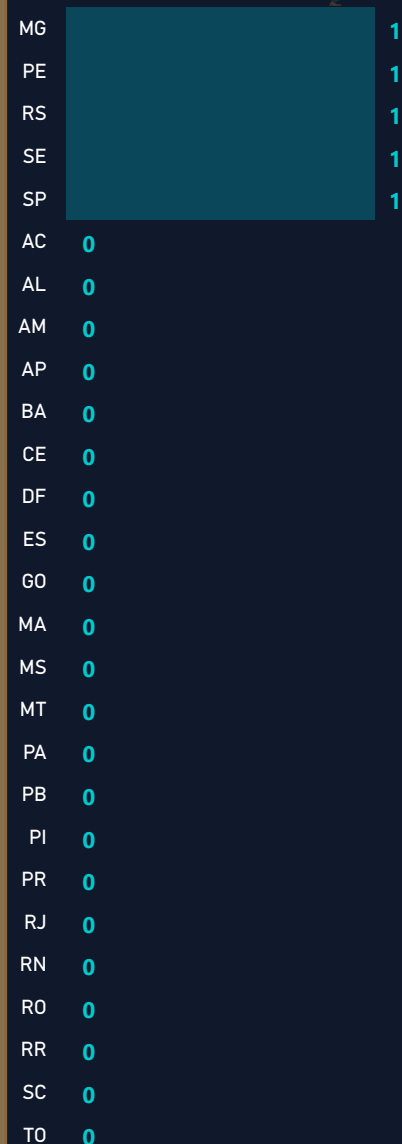 MG 1
PE 1
RS 1
SE 1
SP 1
AC 0
AL 0
AM 0
AP 0
BA 0
CE 0
DF 0
ES 0
GO 0
MA 0
MS 0
MT 0
PA 0
PB 0
PI 0
PR 0
RJ 0
RN 0
RO 0
RR 0
SC 0
TO 0